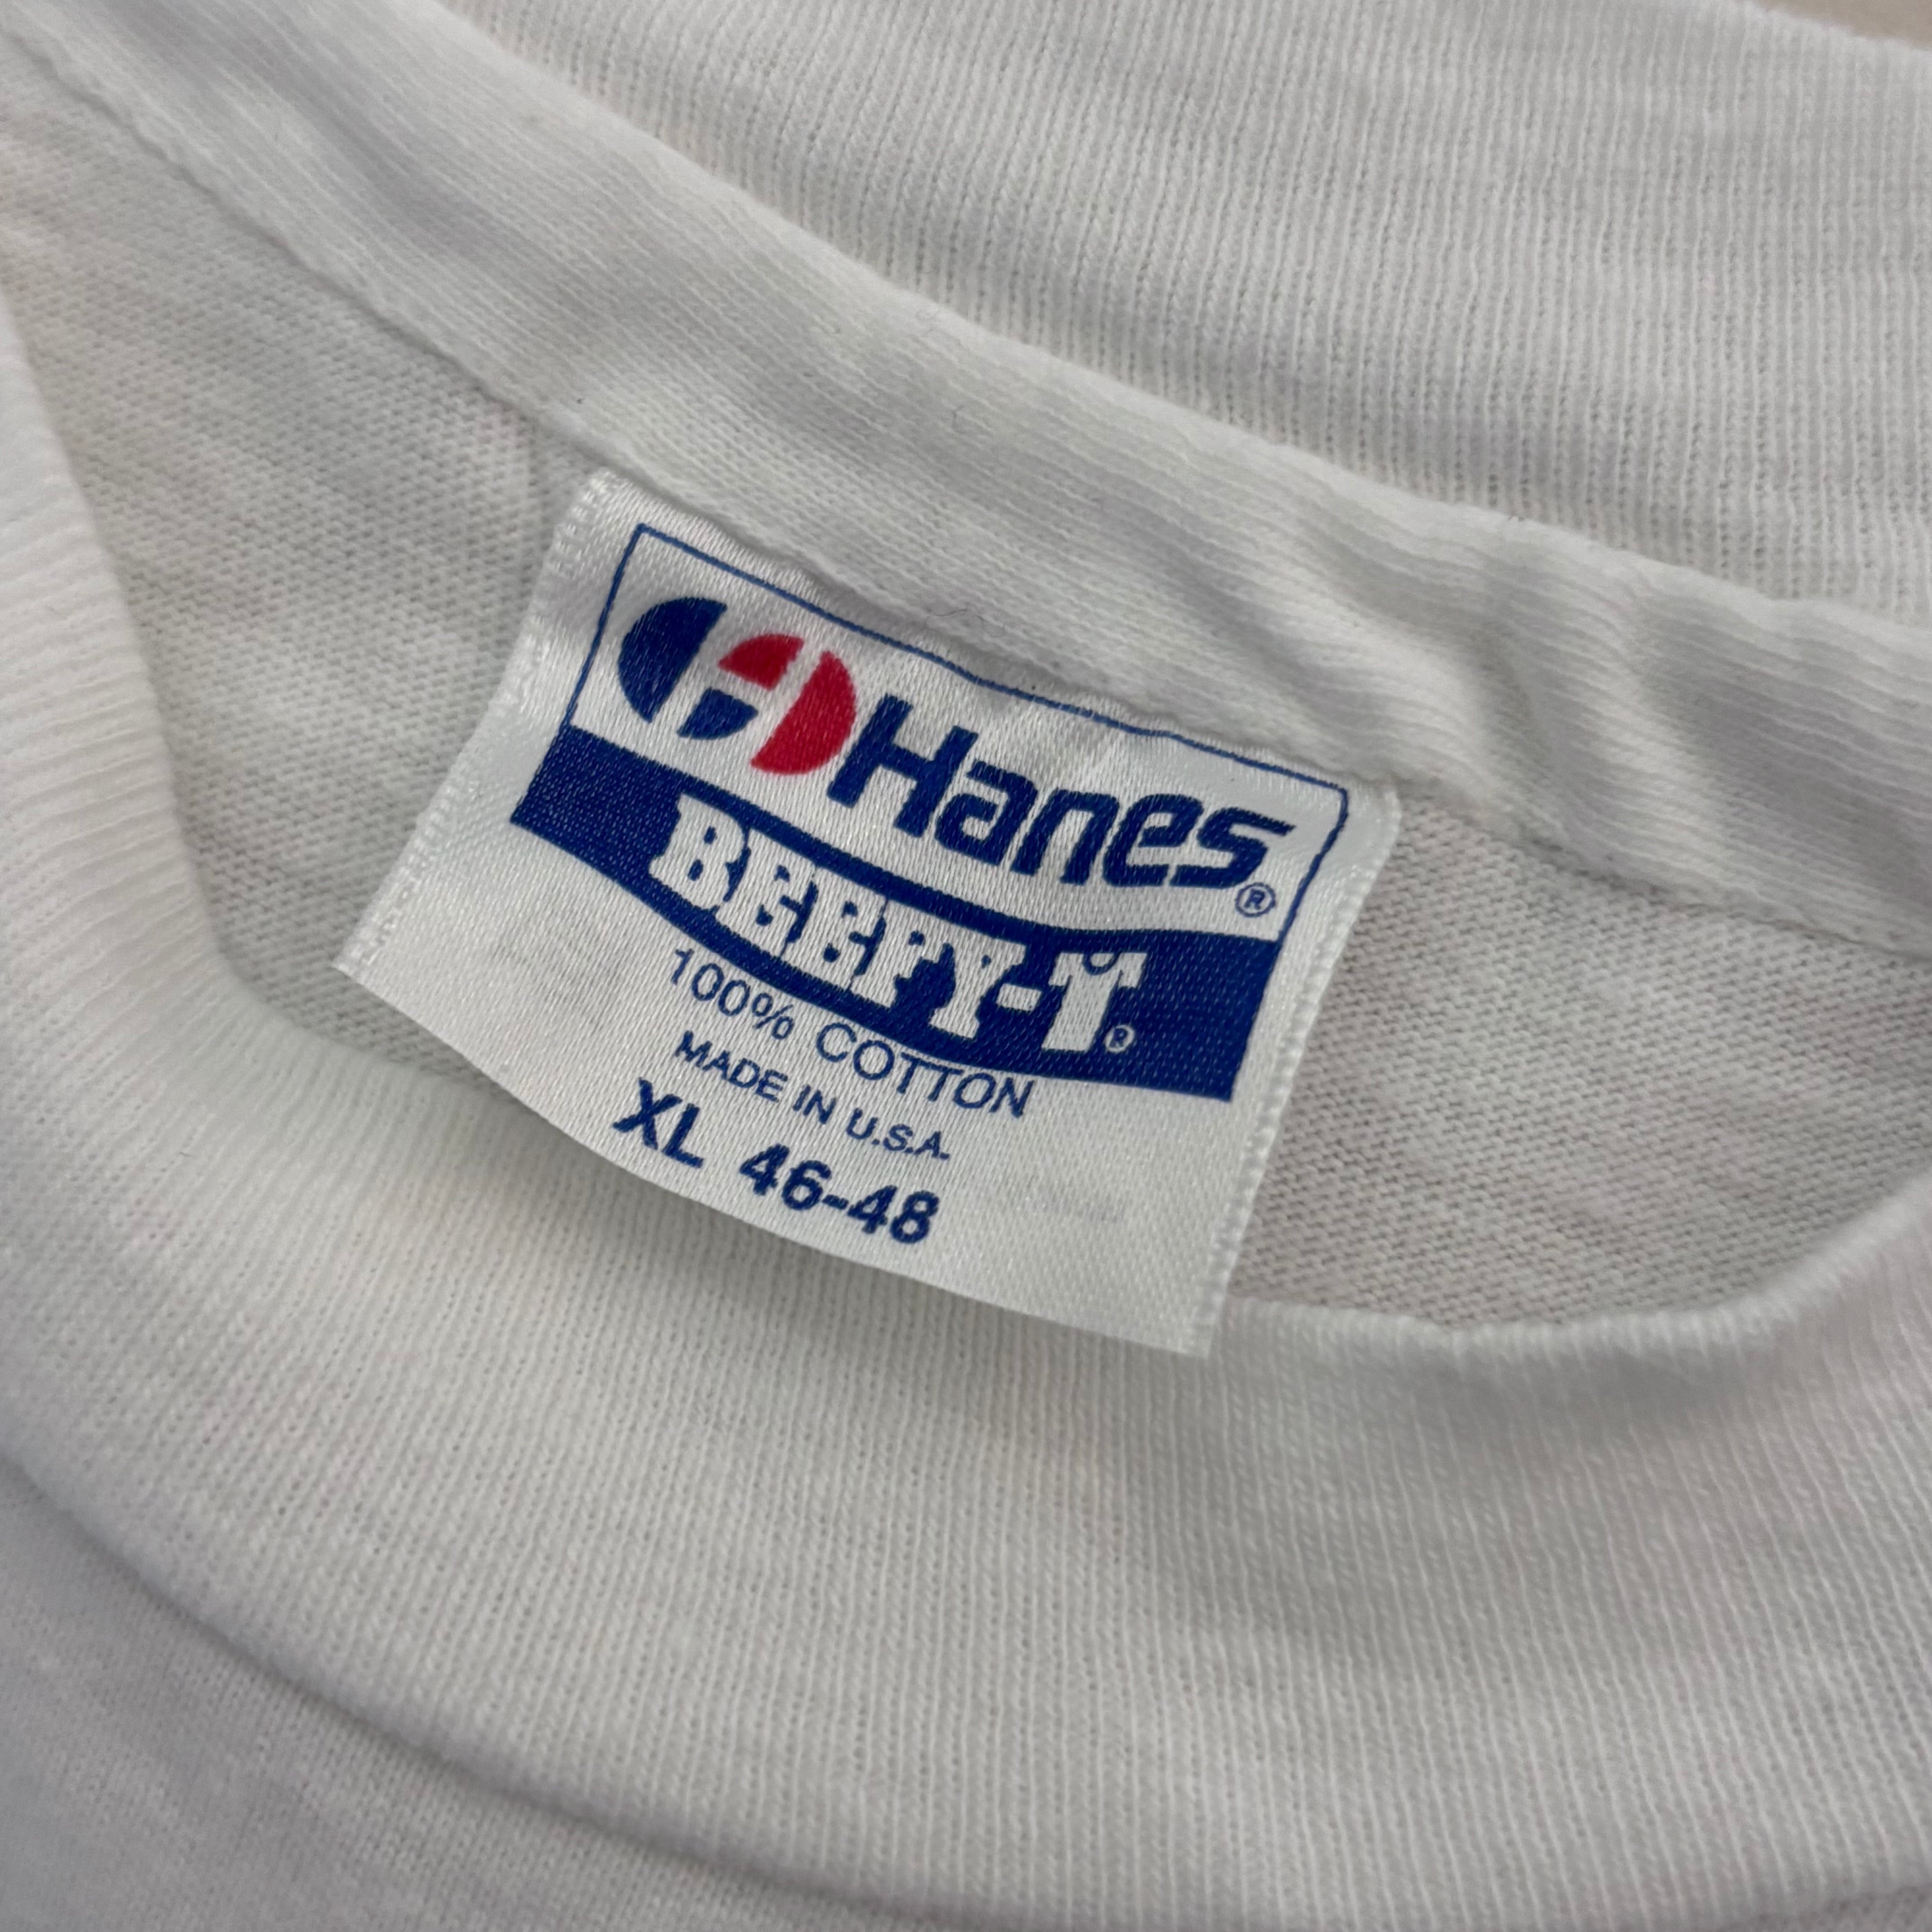 Hanes®
BEEFY-T®
100% COTTON
MADE IN U.S.A.
XL 46-48